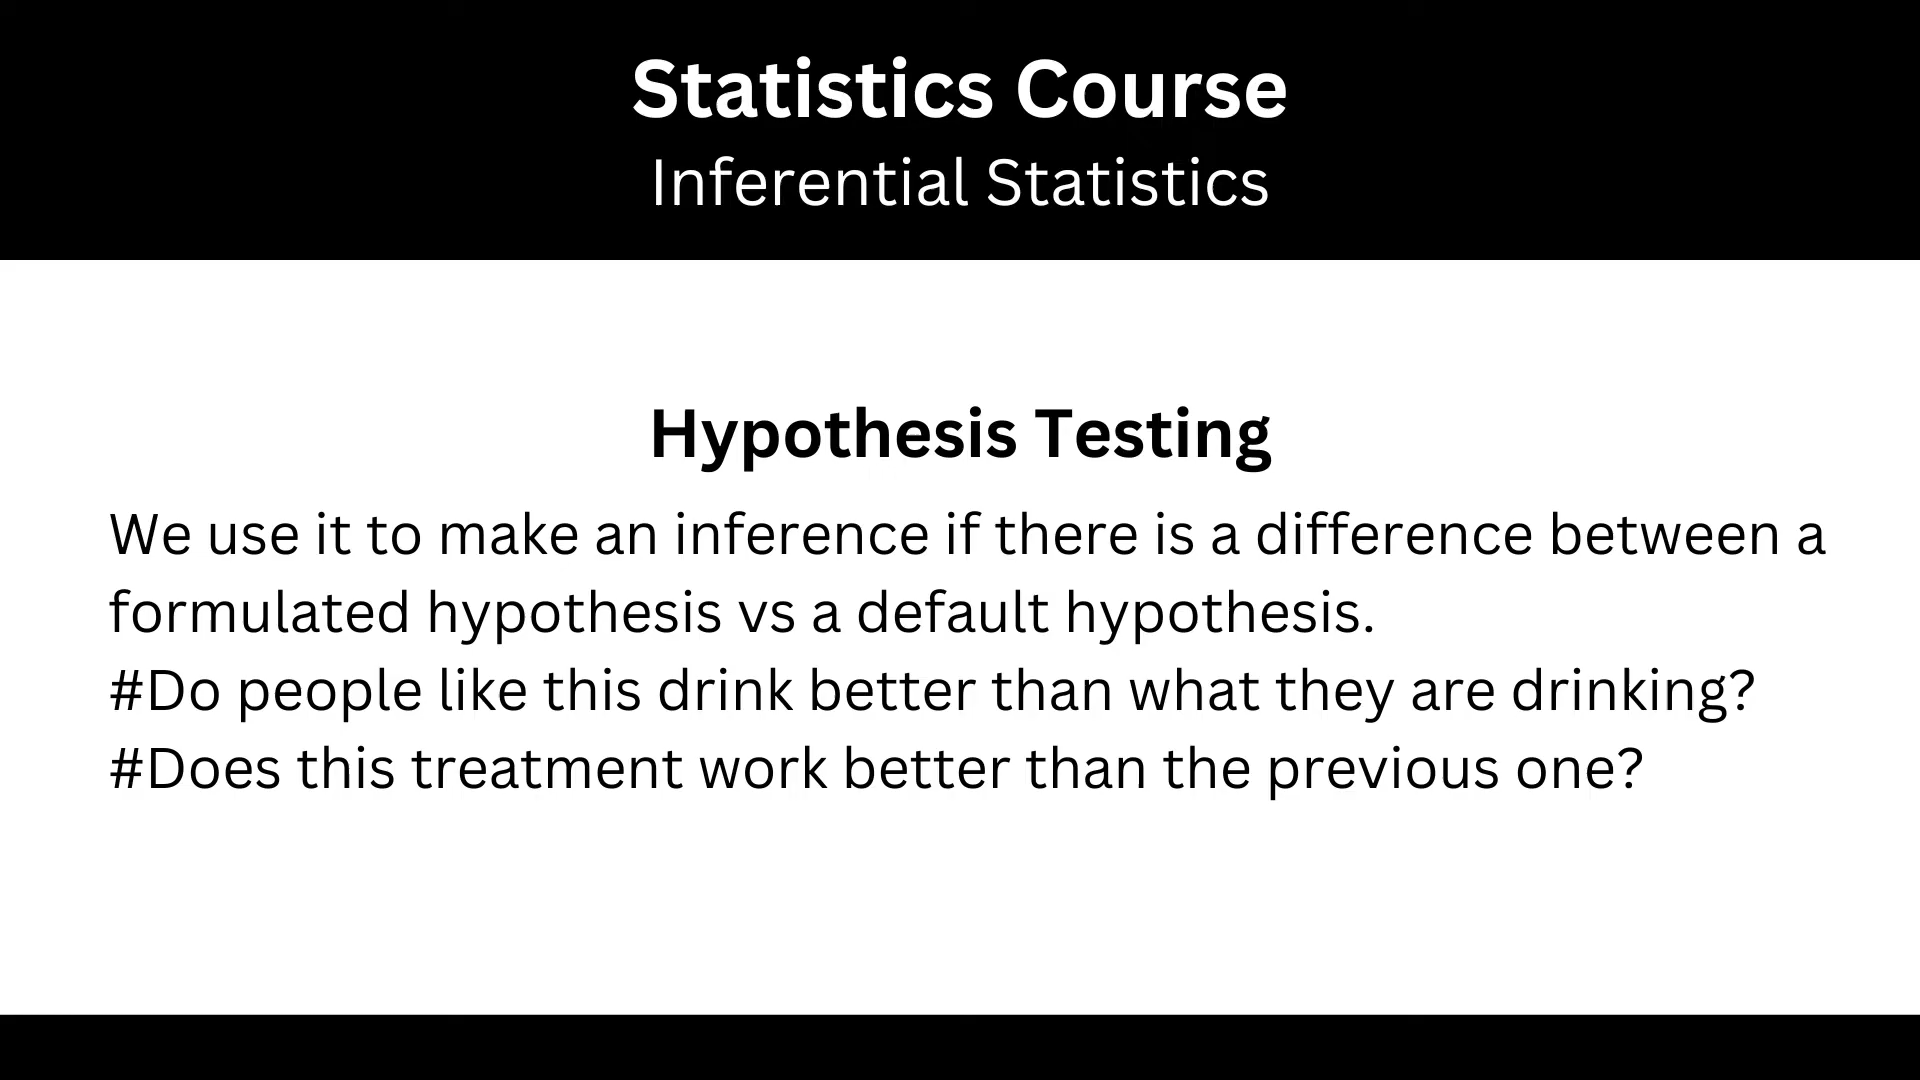 Statistics Course
Inferential Statistics
Hypothesis Testing
We use it to make an inference if there is a difference between a
formulated hypothesis vs a default hypothesis.
#Do people like this drink better than what they are drinking?
#Does this treatment work better than the previous one?